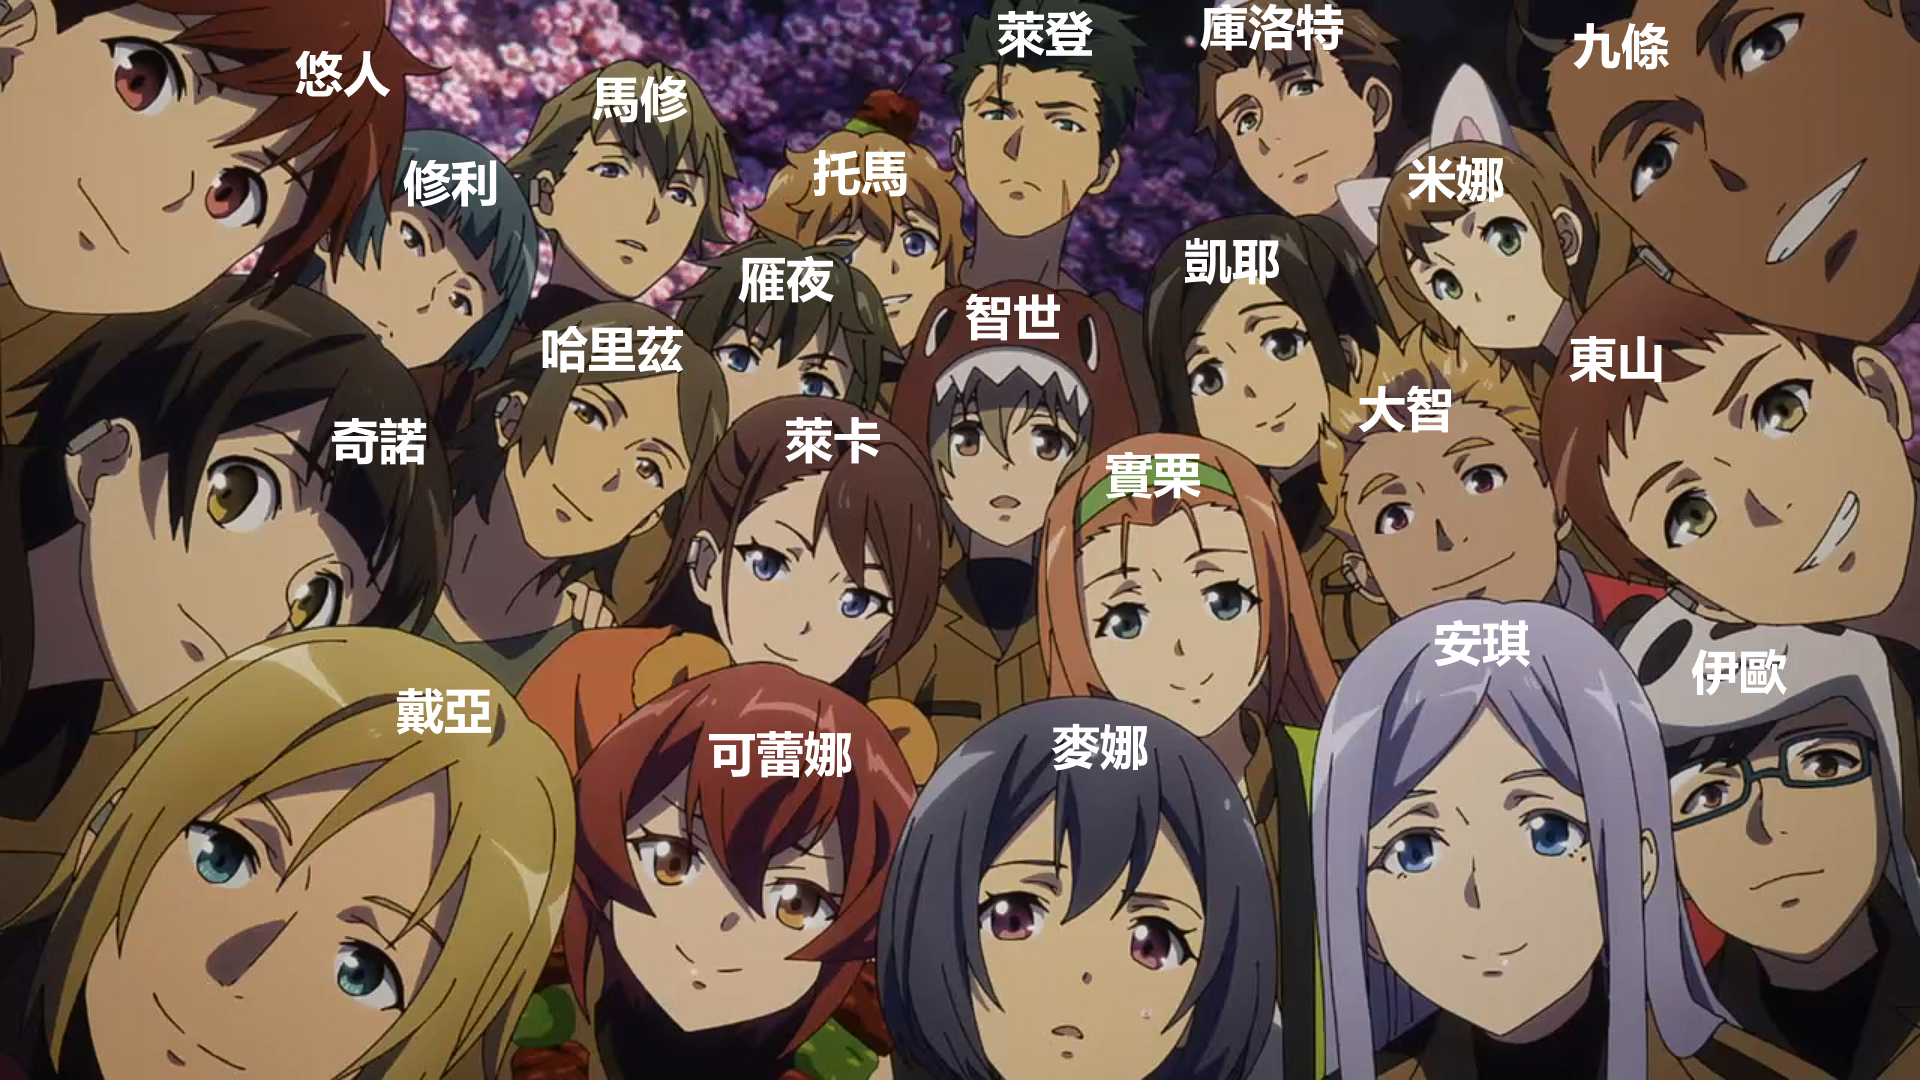 萊登
庫洛特
九條
悠人
馬修
托馬
米娜
修利
凱耶
雁夜
智世
哈里茲
東山
大智
奇諾
萊卡
實栗
安琪
伊歐
戴亞
可蕾娜
麥娜